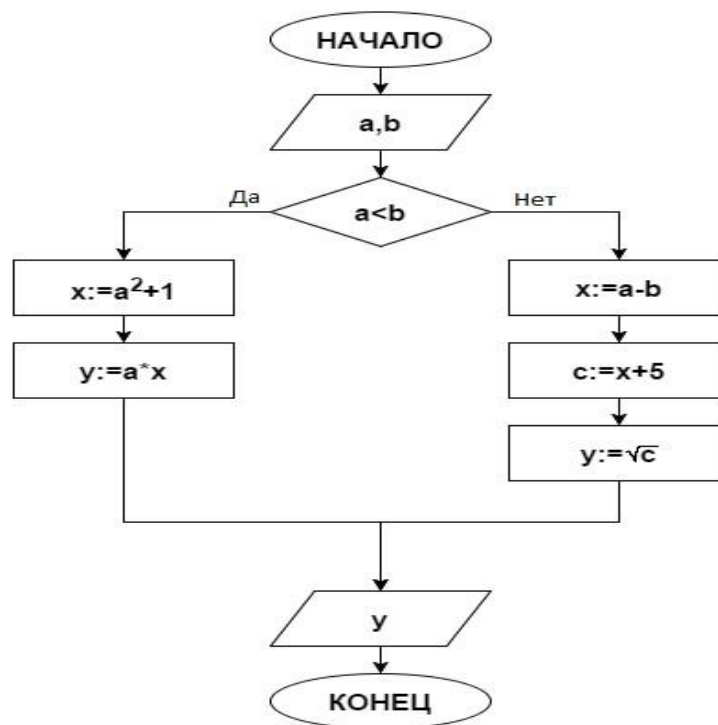 НАЧАЛО
a,b
a<b
Да
Нет
x:=a²+1
y:=a*x
x:=a-b
c:=x+5
y:=√c
y
КОНЕЦ